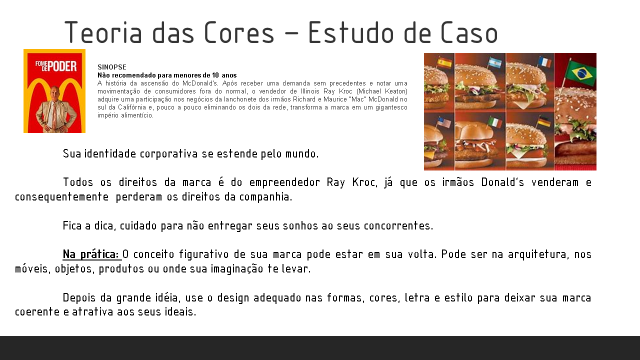 Teoria das Cores – Estudo de Caso
FOME DE PODER
SINOPSE
Não recomendado para menores de 10 anos
A história da ascensão do McDonald's. Após receber uma demanda sem precedentes e notar uma
movimentação de consumidores fora do normal, o vendedor de Illinois Ray Kroc (Michael Keaton)
adquire uma participação nos negócios da lanchonete dos irmãos Richard e Maurice "Mac" McDonald no
sul da Califórnia e, pouco a pouco eliminando os dois da rede, transforma a marca em um gigantesco
império alimentício.
Sua identidade corporativa se estende pelo mundo.
Todos os direitos da marca é do empreendedor Ray Kroc, já que os irmãos Donald's venderam e
consequentemente perderam os direitos da companhia.
Fica a dica, cuidado para não entregar seus sonhos ao seus concorrentes.
Na prática: O conceito figurativo de sua marca pode estar em sua volta. Pode ser na arquitetura, nos
móveis, objetos, produtos ou onde sua imaginação te levar.
Depois da grande idéia, use o design adequado nas formas, cores, letra e estilo para deixar sua marca
coerente e atrativa aos seus ideais.